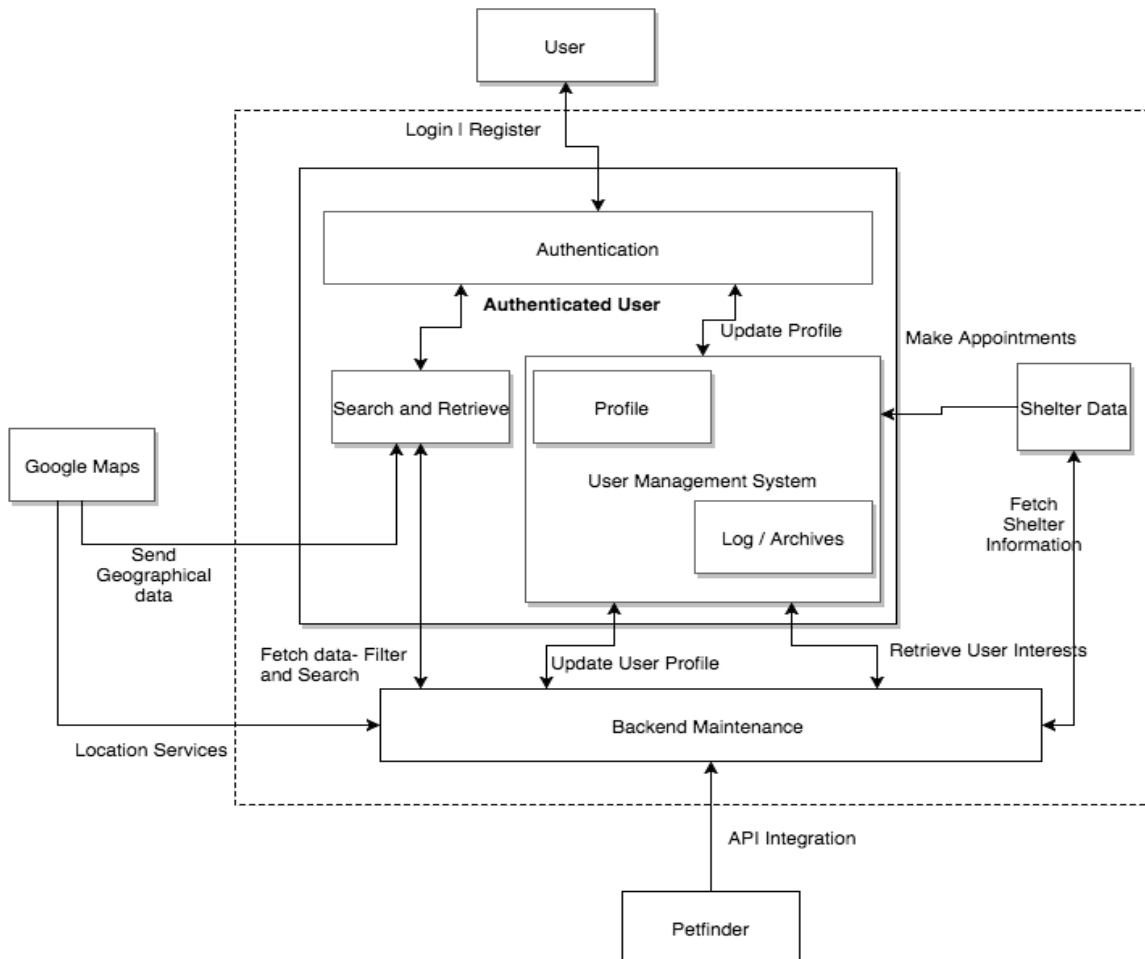 User
Login | Register
Authentication
Authenticated User
Update Profile
Make Appointments
Search and Retrieve
Profile
Shelter Data
Google Maps
User Management System
Fetch
Shelter
Information
Log / Archives
Send
Geographical
data
Fetch data- Filter
and Search
Update User Profile
Retrieve User Interests
Backend Maintenance
Location Services
API Integration
Petfinder